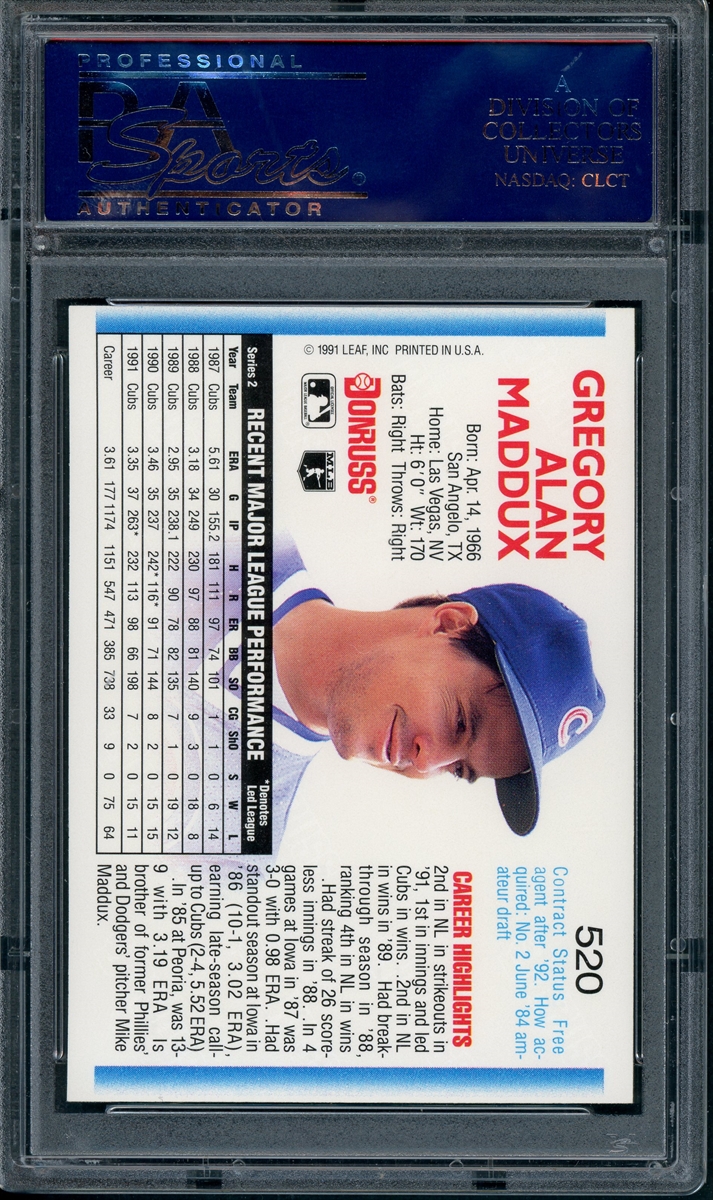 PROFESSIONAL
PSA
Sports®
AUTHENTICATOR
A
DIVISION OF
COLLECTORS
UNIVERSE
NASDAQ: CLCT
GREGORY
ALAN
MADDUX
Born: Apr. 14, 1966
San Angelo, TX
Home: Las Vegas, NV
Ht: 6'0" Wt: 170
Bats: Right Throws: Right
DONRUSS®
MLB
© 1991 LEAF, INC PRINTED IN U.S.A.
520
Contract Status Free
agent after '92. How ac-
quired: No. 2 June '84 am-
ateur draft
CAREER HIGHLIGHTS
2nd in NL in strikeouts in
'91, 1st in innings and led
Cubs in wins. . 2nd in NL
in wins in '89. . Had break-
through season in '88,
ranking 4th in NL in wins
. .Had streak of 26 score-
less innings in '88. In 4
games at Iowa in '87 was
3-0 with 0.98 ERA. . Had
standout season at Iowa in
'86 (10-1, 3.02 ERA),
earning late-season call-
up to Cubs (2-4, 5.52 ERA)
. .In '85 at Peoria, was 13-
9 with 3.19 ERA Is
brother of former Phillies'
and Dodgers' pitcher Mike
Maddux.
Series 2 RECENT MAJOR LEAGUE PERFORMANCE *Denotes
Led League
Year Team ERA G IP H R ER BB SO CG ShO S W L
1987 Cubs 5.61 30 155.2 181 111 97 74 101 1 1 0 6 14
1988 Cubs 3.18 34 249 230 97 88 81 140 9 3 0 18 8
1989 Cubs 2.95 35 238.1 222 90 78 82 135 7 1 0 19 12
1990 Cubs 3.46 35 237 242* 116* 91 71 144 8 2 0 15 15
1991 Cubs 3.35 37 263* 232 113 98 66 198 7 2 0 15 11
Career 3.61 177 1174 1151 547 471 385 738 33 9 0 75 64